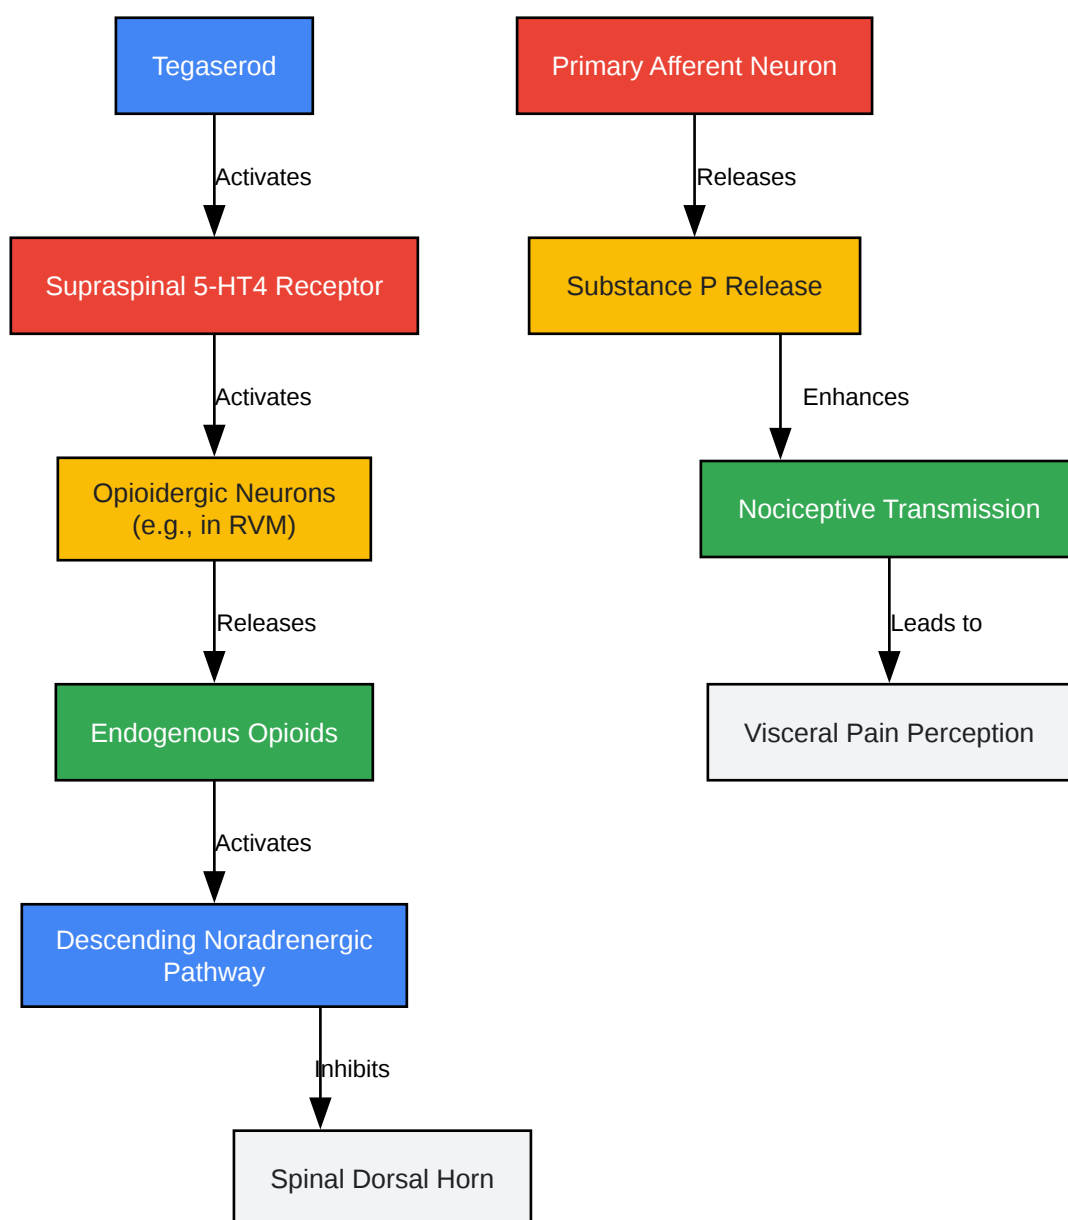 Tegaserod
Activates
Supraspinal 5-HT4 Receptor
Activates
Opioidergic Neurons
(e.g., in RVM)
Releases
Endogenous Opioids
Activates
Descending Noradrenergic
Pathway
Inhibits
Spinal Dorsal Horn
Primary Afferent Neuron
Releases
Substance P Release
Enhances
Nociceptive Transmission
Leads to
Visceral Pain Perception